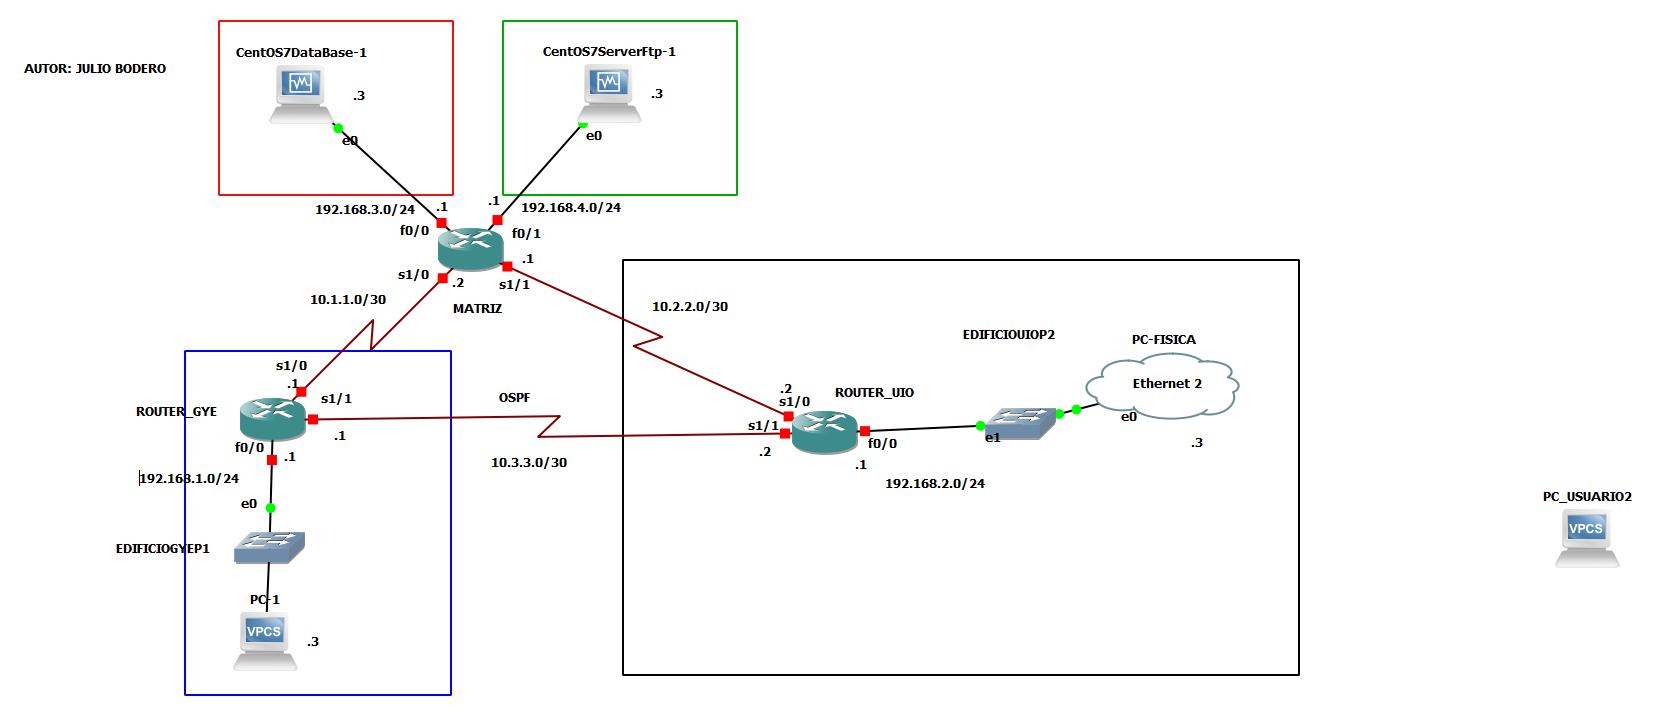 CentOS7DataBase-1
CentOS7ServerFtp-1
AUTOR: JULIO BODERO
.3
.3
e0
e0
192.168.3.0/24
.1
.1
192.168.4.0/24
f0/0
f0/1
.1
s1/0
.2
s1/1
MATRIZ
10.1.1.0/30
10.2.2.0/30
EDIFICIOUIOP2
PC-FISICA
Ethernet 2
e0
.3
s1/0
.1
s1/1
ROUTER_GYE
OSPF
.2
s1/0
ROUTER_UIO
s1/1
.2
f0/0
e1
.1
192.168.2.0/24
.1
f0/0
.1
10.3.3.0/30
192.168.1.0/24
e0
EDIFICIOGYEP1
PC-1
VPCS
.3
PC_USUARIO2
VPCS